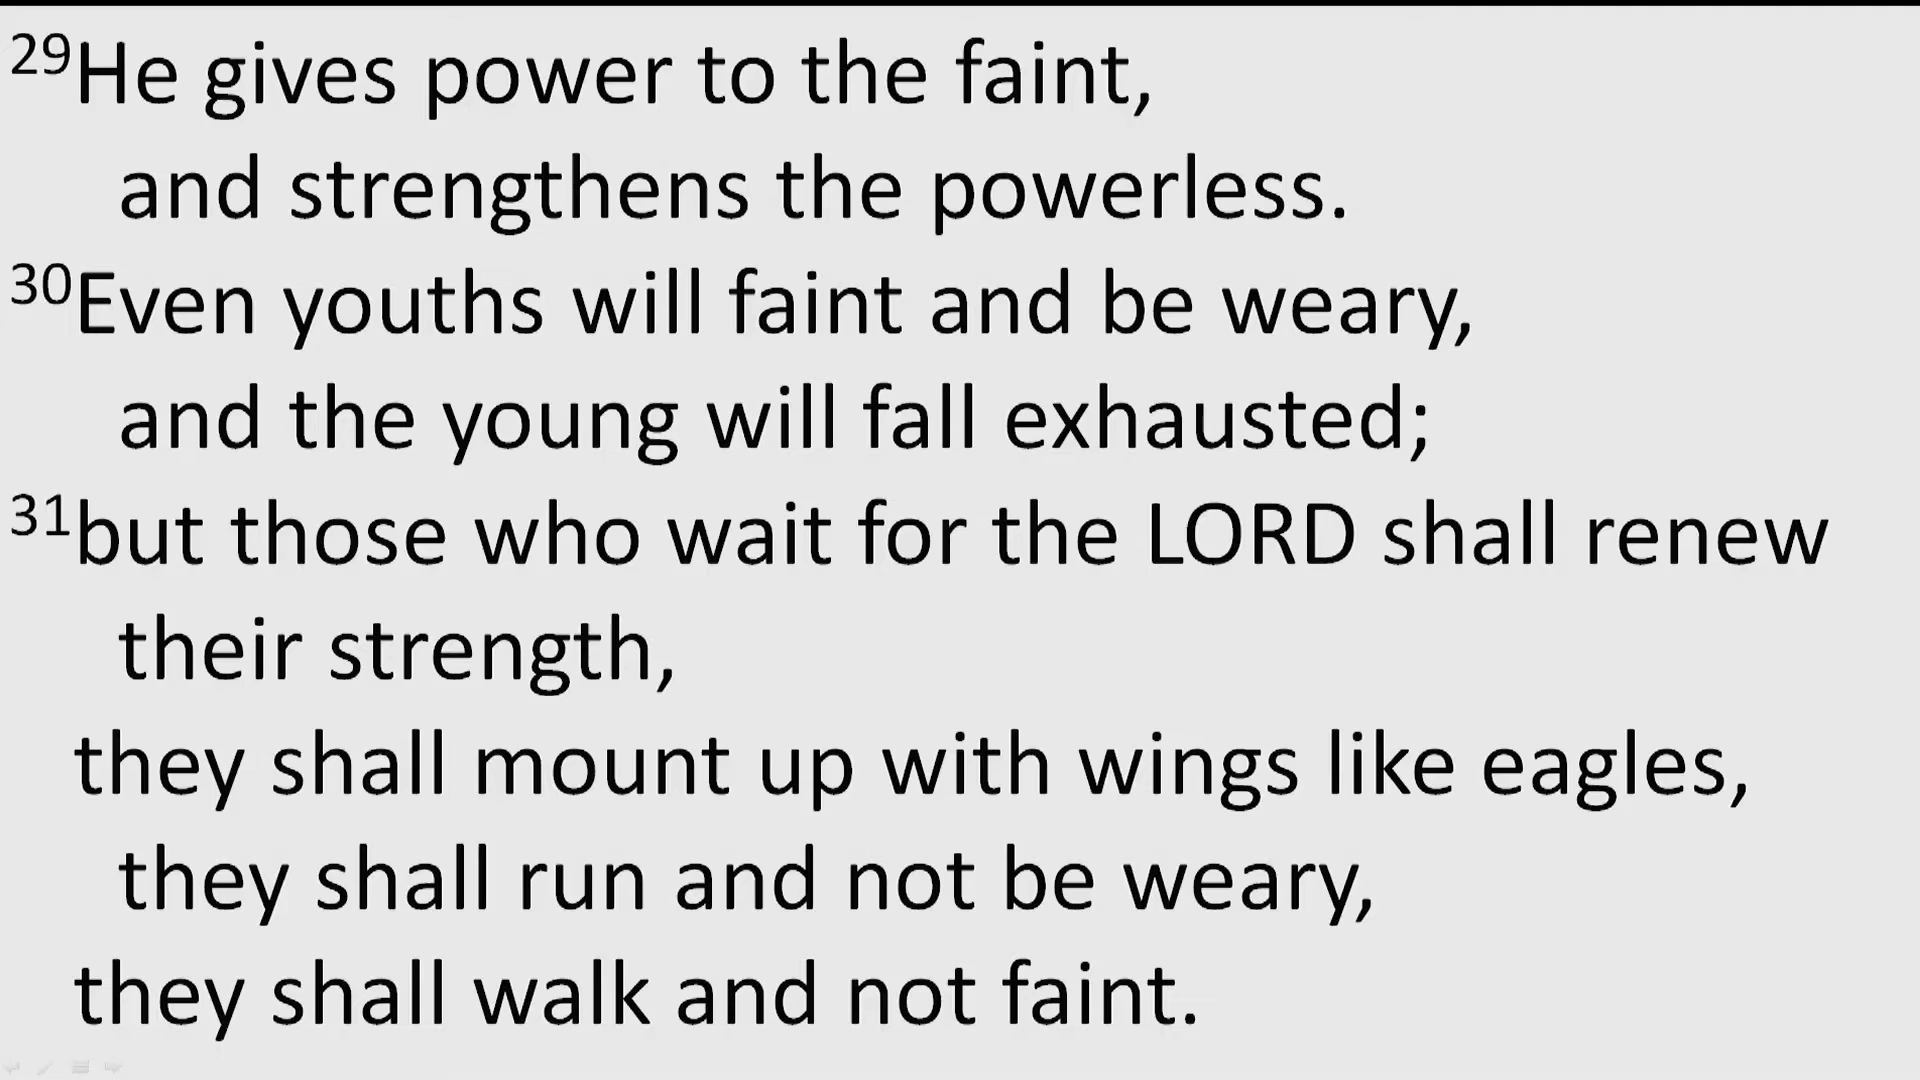 29He gives power to the faint,
and strengthens the powerless.
30Even youths will faint and be weary,
and the young will fall exhausted;
31but those who wait for the LORD shall renew
their strength,
they shall mount up with wings like eagles,
they shall run and not be weary,
they shall walk and not faint.